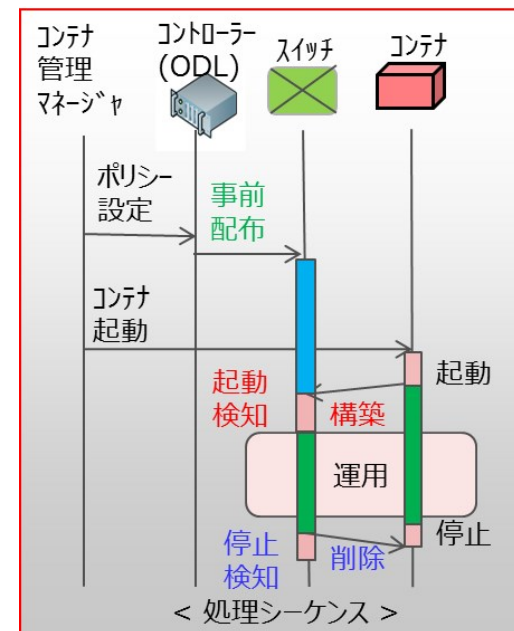 コンテナ
管理
マネージャ
コントローラー
(ODL)
スイッチ
コンテナ
ポリシー
設定
事前
配布
コンテナ
起動
起動
起動
検知
構築
運用
停止
停止
検知
削除
< 処理シーケンス >